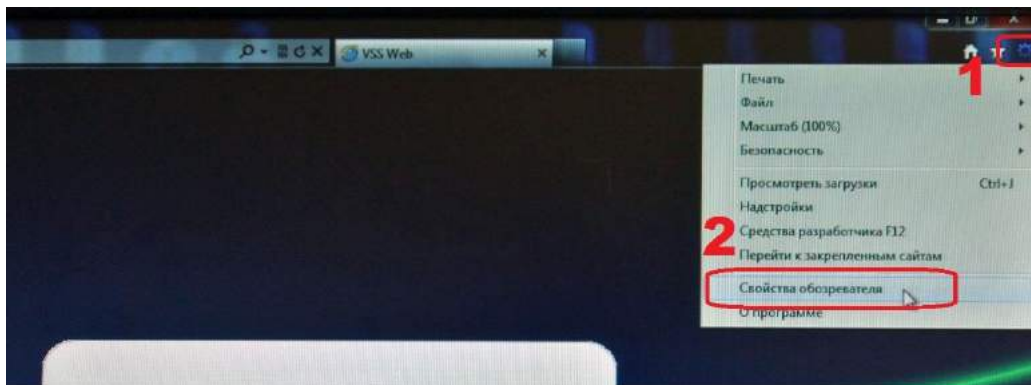 VSS Web
1
Печать
Файл
Масштаб (100%)
Безопасность
Просмотреть загрузки Ctrl+J
Надстройки
Средства разработчика F12
2
Перейти к закрепленным сайтам
Свойства обозревателя
О программе